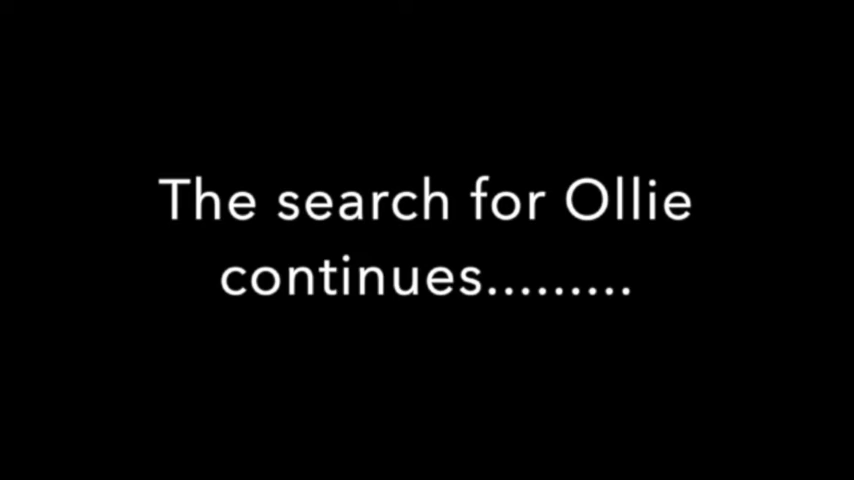 The search for Ollie
continues.........